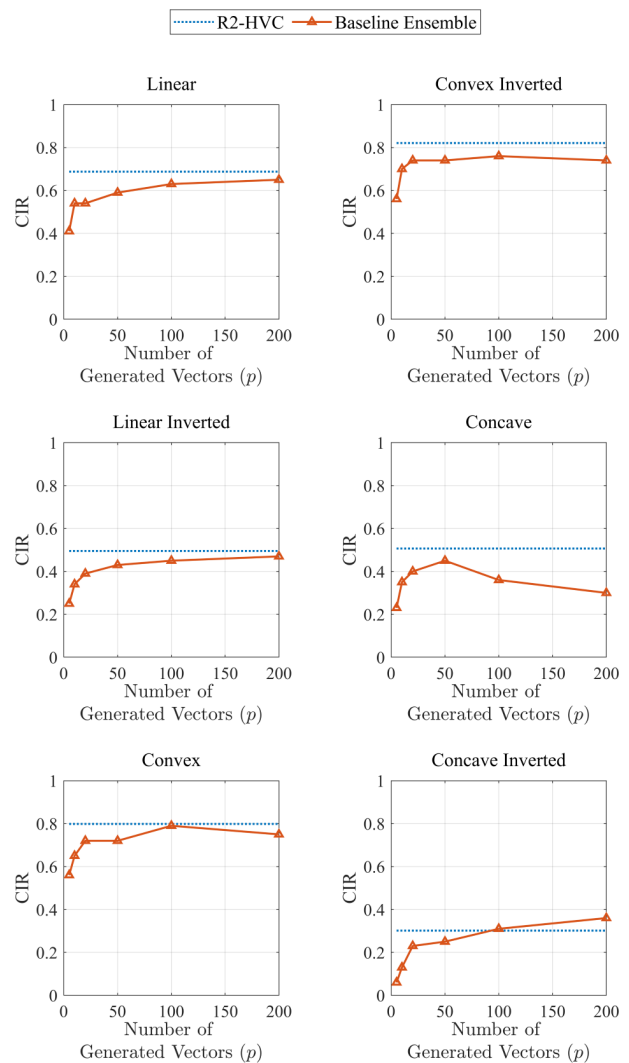 R2-HVC Baseline Ensemble
Linear
1
0.8
0.6
0.4
0.2
0
CIR
0 50 100 150 200
Number of
Generated Vectors (p)
Convex Inverted
1
0.8
0.6
0.4
0.2
0
CIR
0 50 100 150 200
Number of
Generated Vectors (p)
Linear Inverted
1
0.8
0.6
0.4
0.2
0
CIR
0 50 100 150 200
Number of
Generated Vectors (p)
Concave
1
0.8
0.6
0.4
0.2
0
CIR
0 50 100 150 200
Number of
Generated Vectors (p)
Convex
1
0.8
0.6
0.4
0.2
0
CIR
0 50 100 150 200
Number of
Generated Vectors (p)
Concave Inverted
1
0.8
0.6
0.4
0.2
0
CIR
0 50 100 150 200
Number of
Generated Vectors (p)